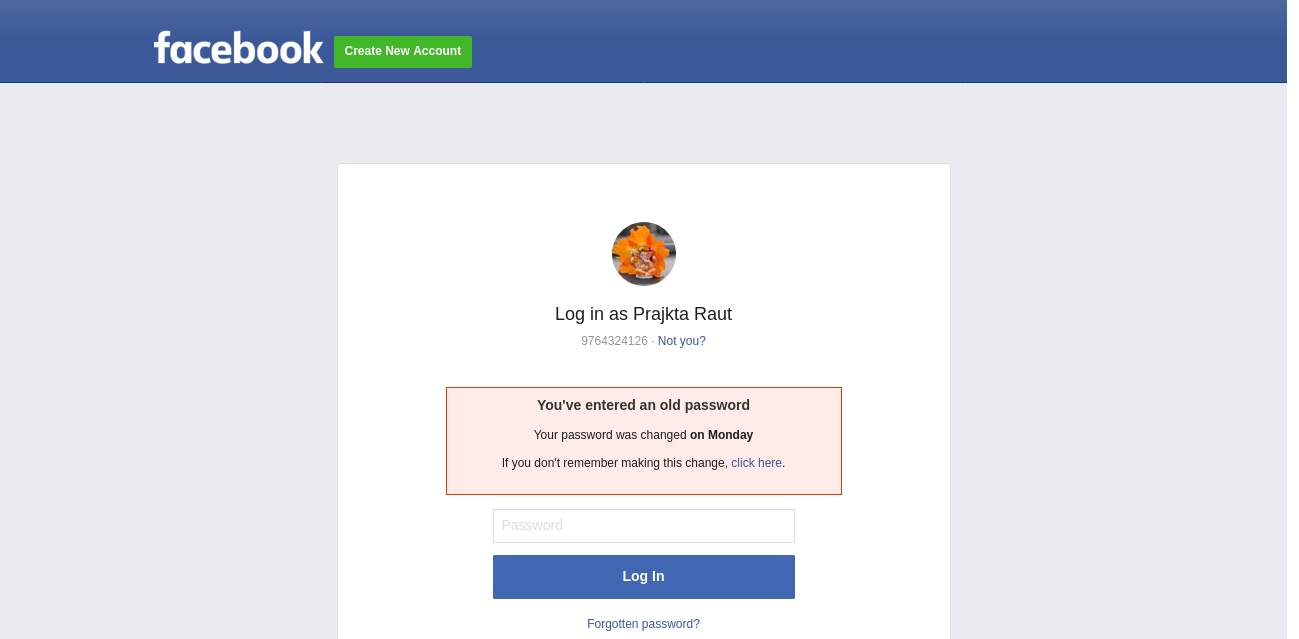 facebook
Create New Account
Log in as Prajkta Raut
9764324126 · Not you?
You've entered an old password
Your password was changed on Monday
If you don't remember making this change, click here.
Password
Log In
Forgotten password?